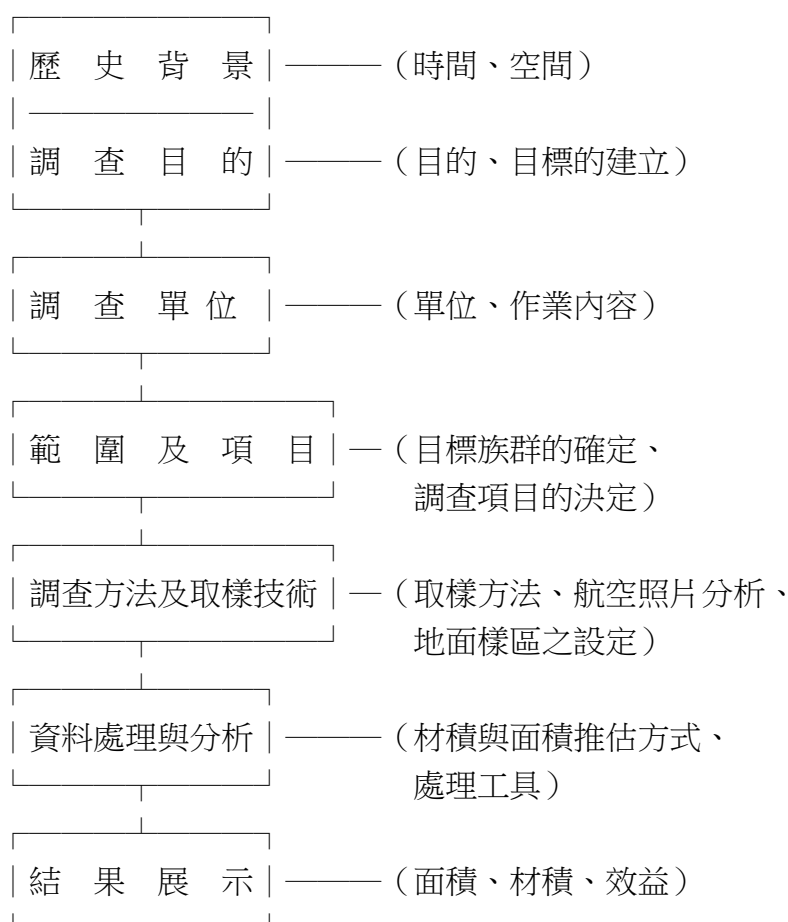 歷史背景（時間、空間）
調查目的（目的、目標的建立）
調查單位（單位、作業內容）
範圍及項目（目標族群的確定、
調查項目的決定）
調查方法及取樣技術（取樣方法、航空照片分析、
地面樣區之設定）
資料處理與分析（材積與面積推估方式、
處理工具）
結果展示（面積、材積、效益）